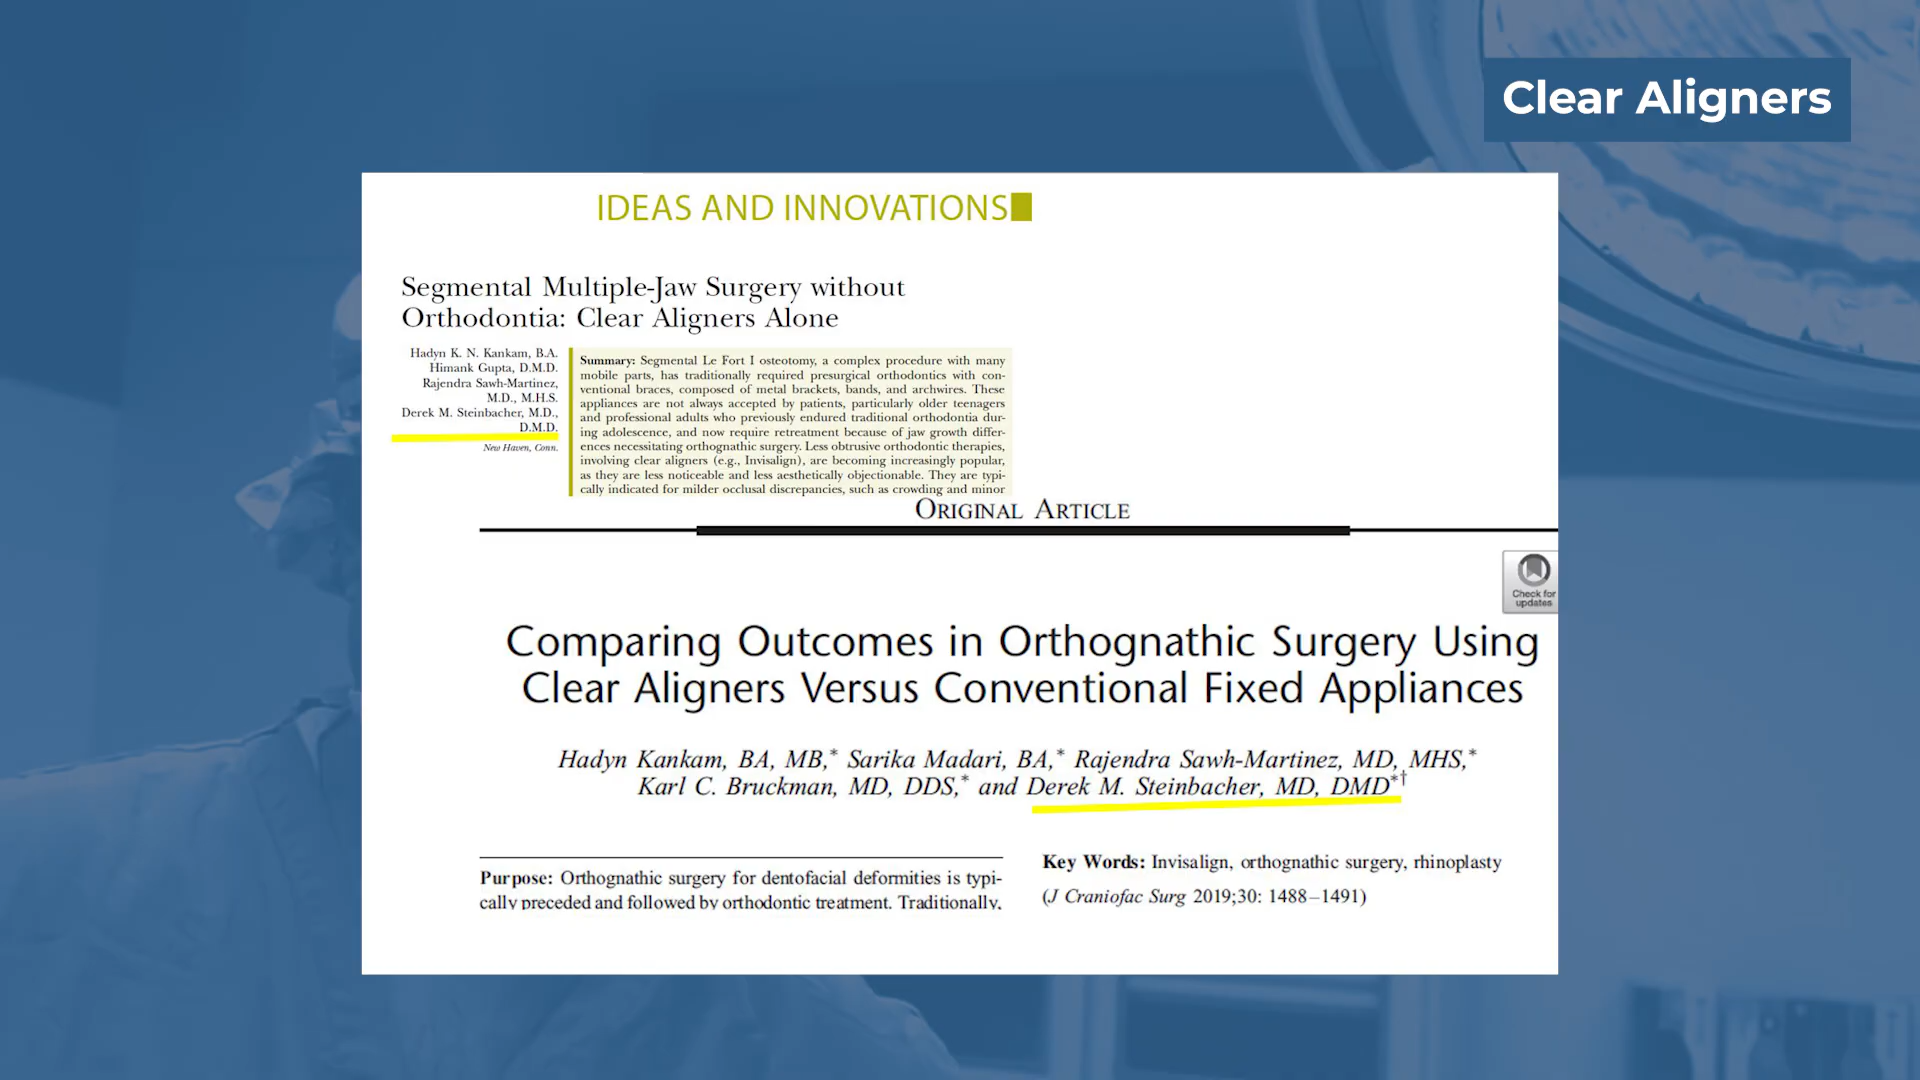 Clear Aligners
IDEAS AND INNOVATIONS
Segmental Multiple-Jaw Surgery without
Orthodontia: Clear Aligners Alone
Hadyn K. N. Kankam, B.A.
Himank Gupta, D.M.D.
Rajendra Sawh-Martinez,
M.D., M.H.S.
Derek M. Steinbacher, M.D.,
D.M.D.
New Haven, Conn.
Summary: Segmental Le Fort I osteotomy, a complex procedure with many
mobile parts, has traditionally required presurgical orthodontics with con-
ventional braces, composed of metal brackets, bands, and archwires. These
appliances are not always accepted by patients, particularly older teenagers
and professional adults who previously endured traditional orthodontia dur-
ing adolescence, and now require retreatment because of jaw growth differ-
ences necessitating orthognathic surgery. Less obtrusive orthodontic therapies,
involving clear aligners (e.g., Invisalign), are becoming increasingly popular,
as they are less noticeable and less aesthetically objectionable. They are typi-
cally indicated for milder occlusal discrepancies, such as crowding and minor
ORIGINAL ARTICLE
Check for
updates
Comparing Outcomes in Orthognathic Surgery Using
Clear Aligners Versus Conventional Fixed Appliances
Hadyn Kankam, BA, MB,* Sarika Madari, BA,* Rajendra Sawh-Martinez, MD, MHS,*
Karl C. Bruckman, MD, DDS,* and Derek M. Steinbacher, MD, DMD*†
Purpose: Orthognathic surgery for dentofacial deformities is typi-
cally preceded and followed by orthodontic treatment. Traditionally,
Key Words: Invisalign, orthognathic surgery, rhinoplasty
(J Craniofac Surg 2019;30: 1488–1491)